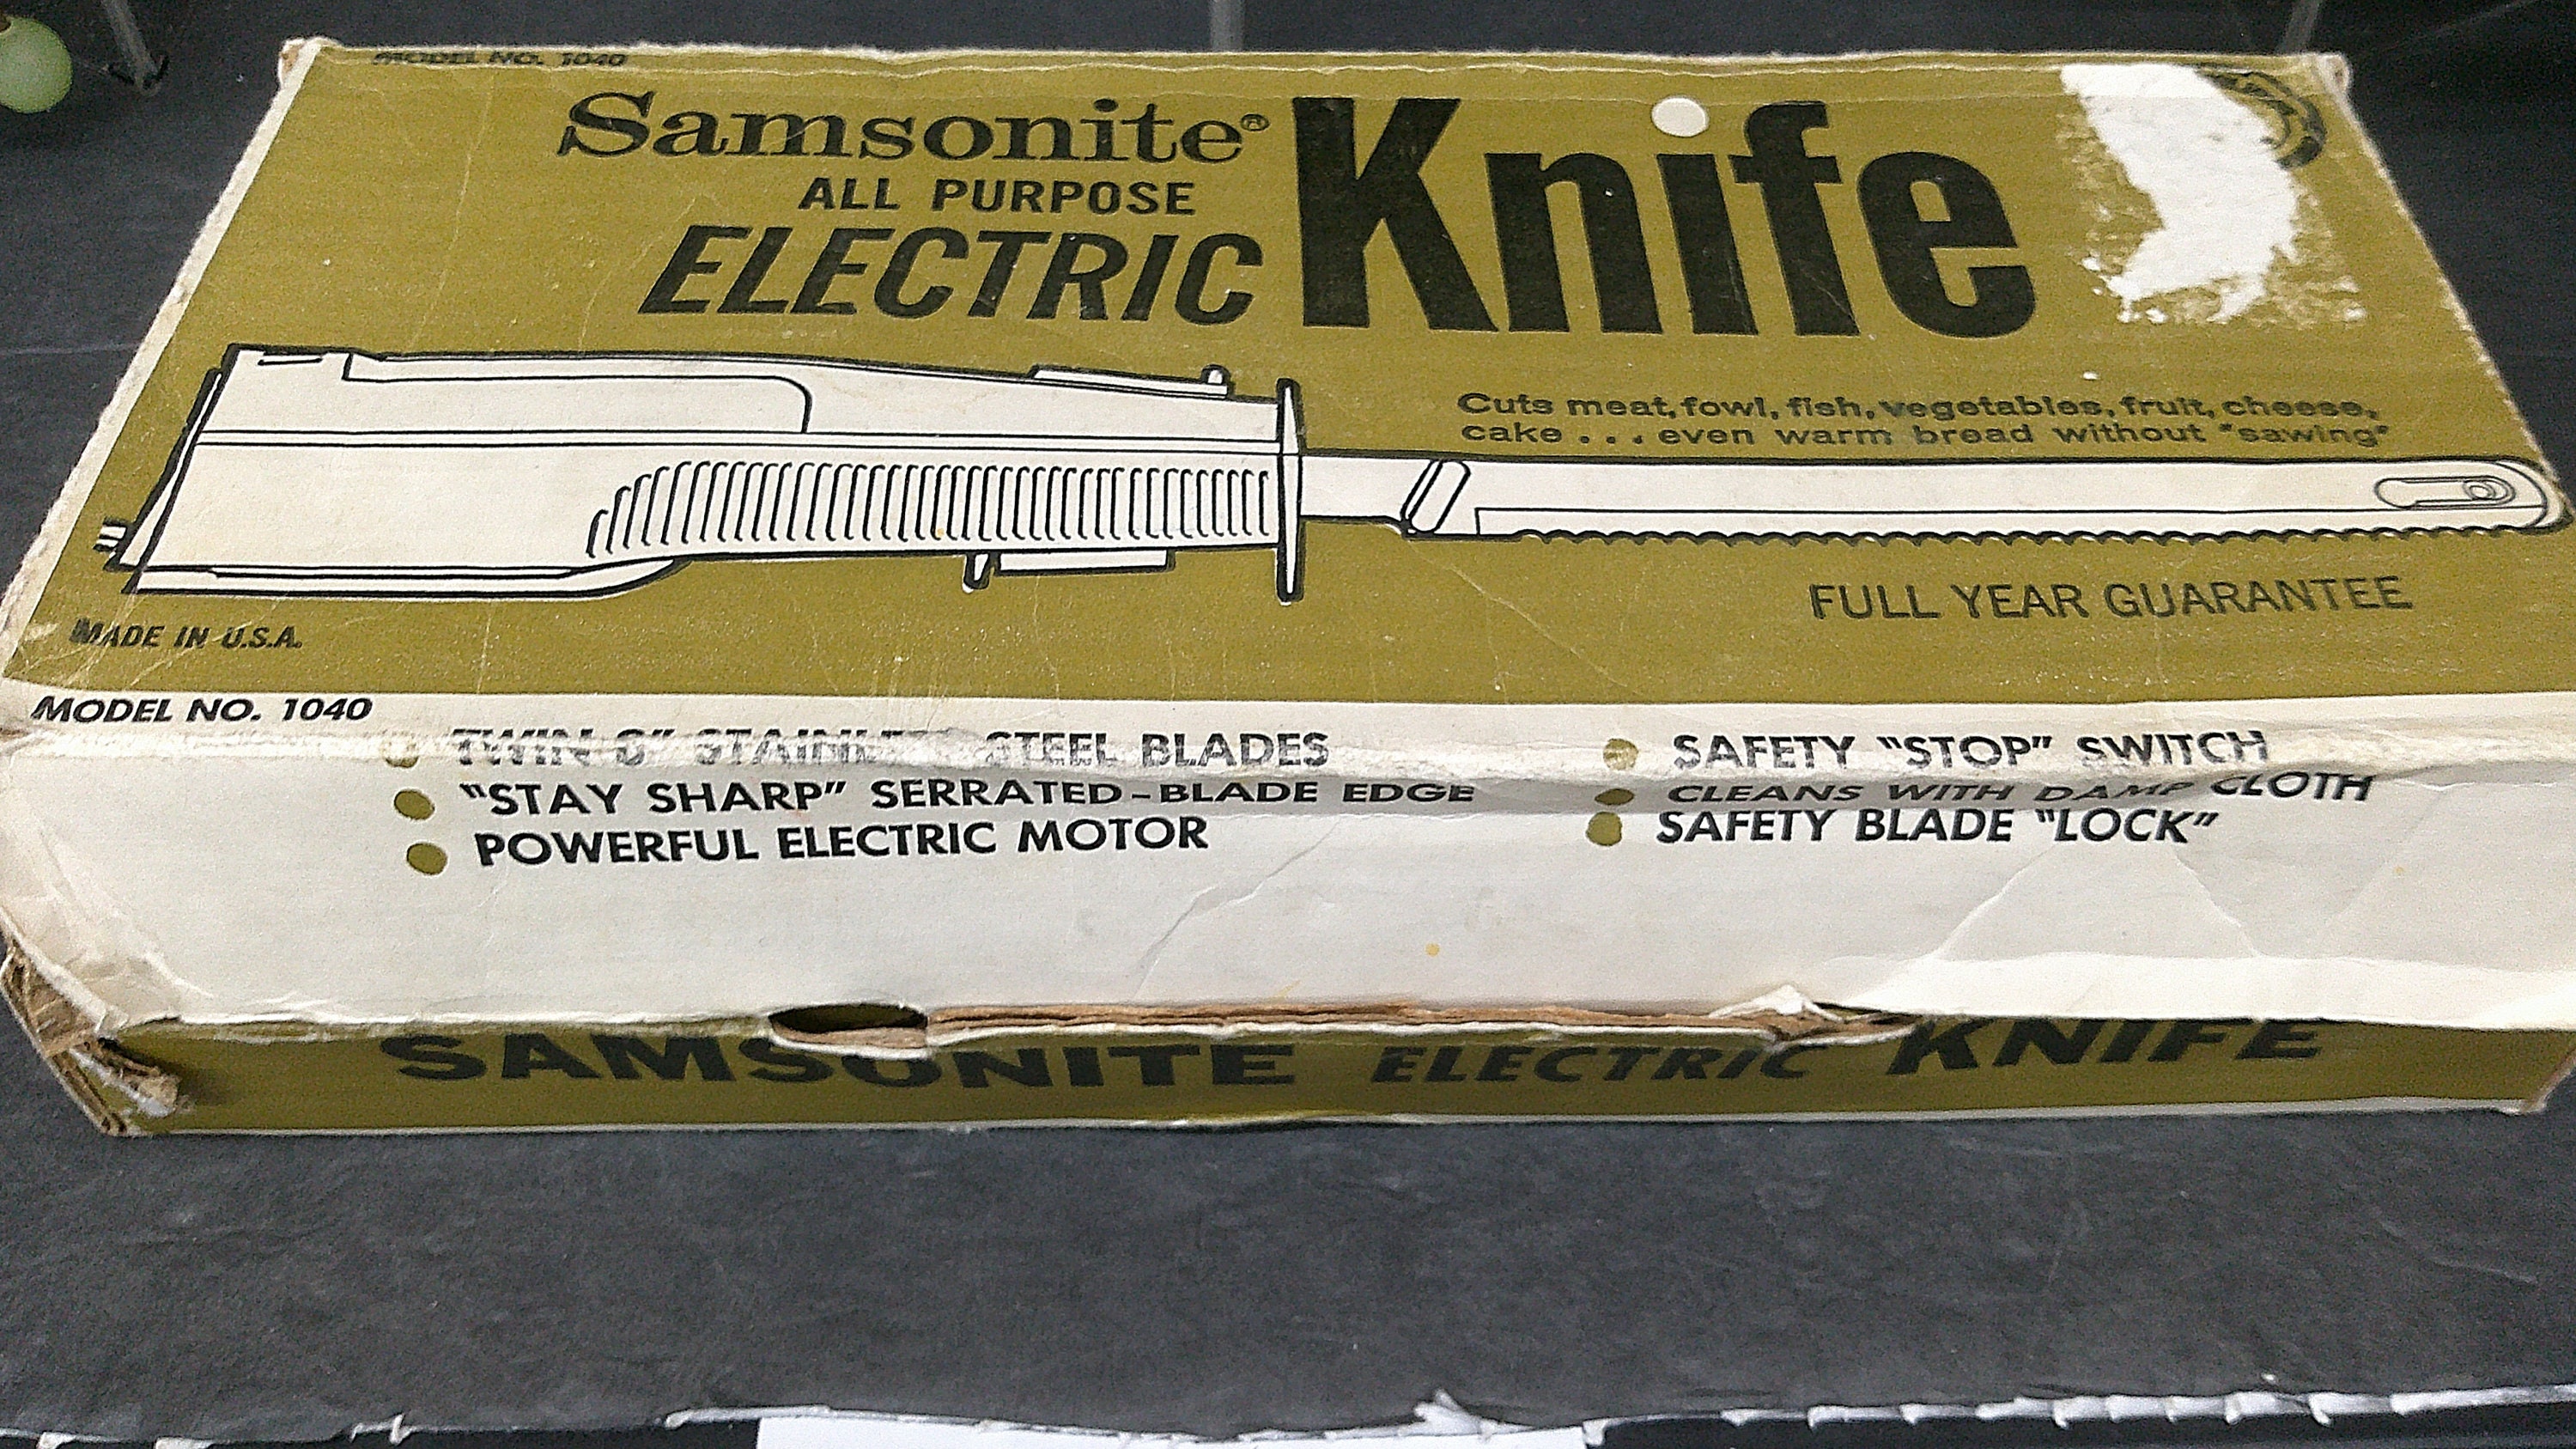 MODEL NO. 1040
Samsonite®
ALL PURPOSE
ELECTRIC Knife
Cuts meat, fowl, fish, vegetables, fruit, cheese,
cake . . . even warm bread without "sawing"
FULL YEAR GUARANTEE
MADE IN U.S.A.
MODEL NO. 1040
TWIN STEEL BLADES
"STAY SHARP" SERRATED-BLADE EDGE
POWERFUL ELECTRIC MOTOR
SAFETY "STOP" SWITCH
CLEANS WITH DAMP CLOTH
SAFETY BLADE "LOCK"
SAMSONITE ELECTRIC KNIFE